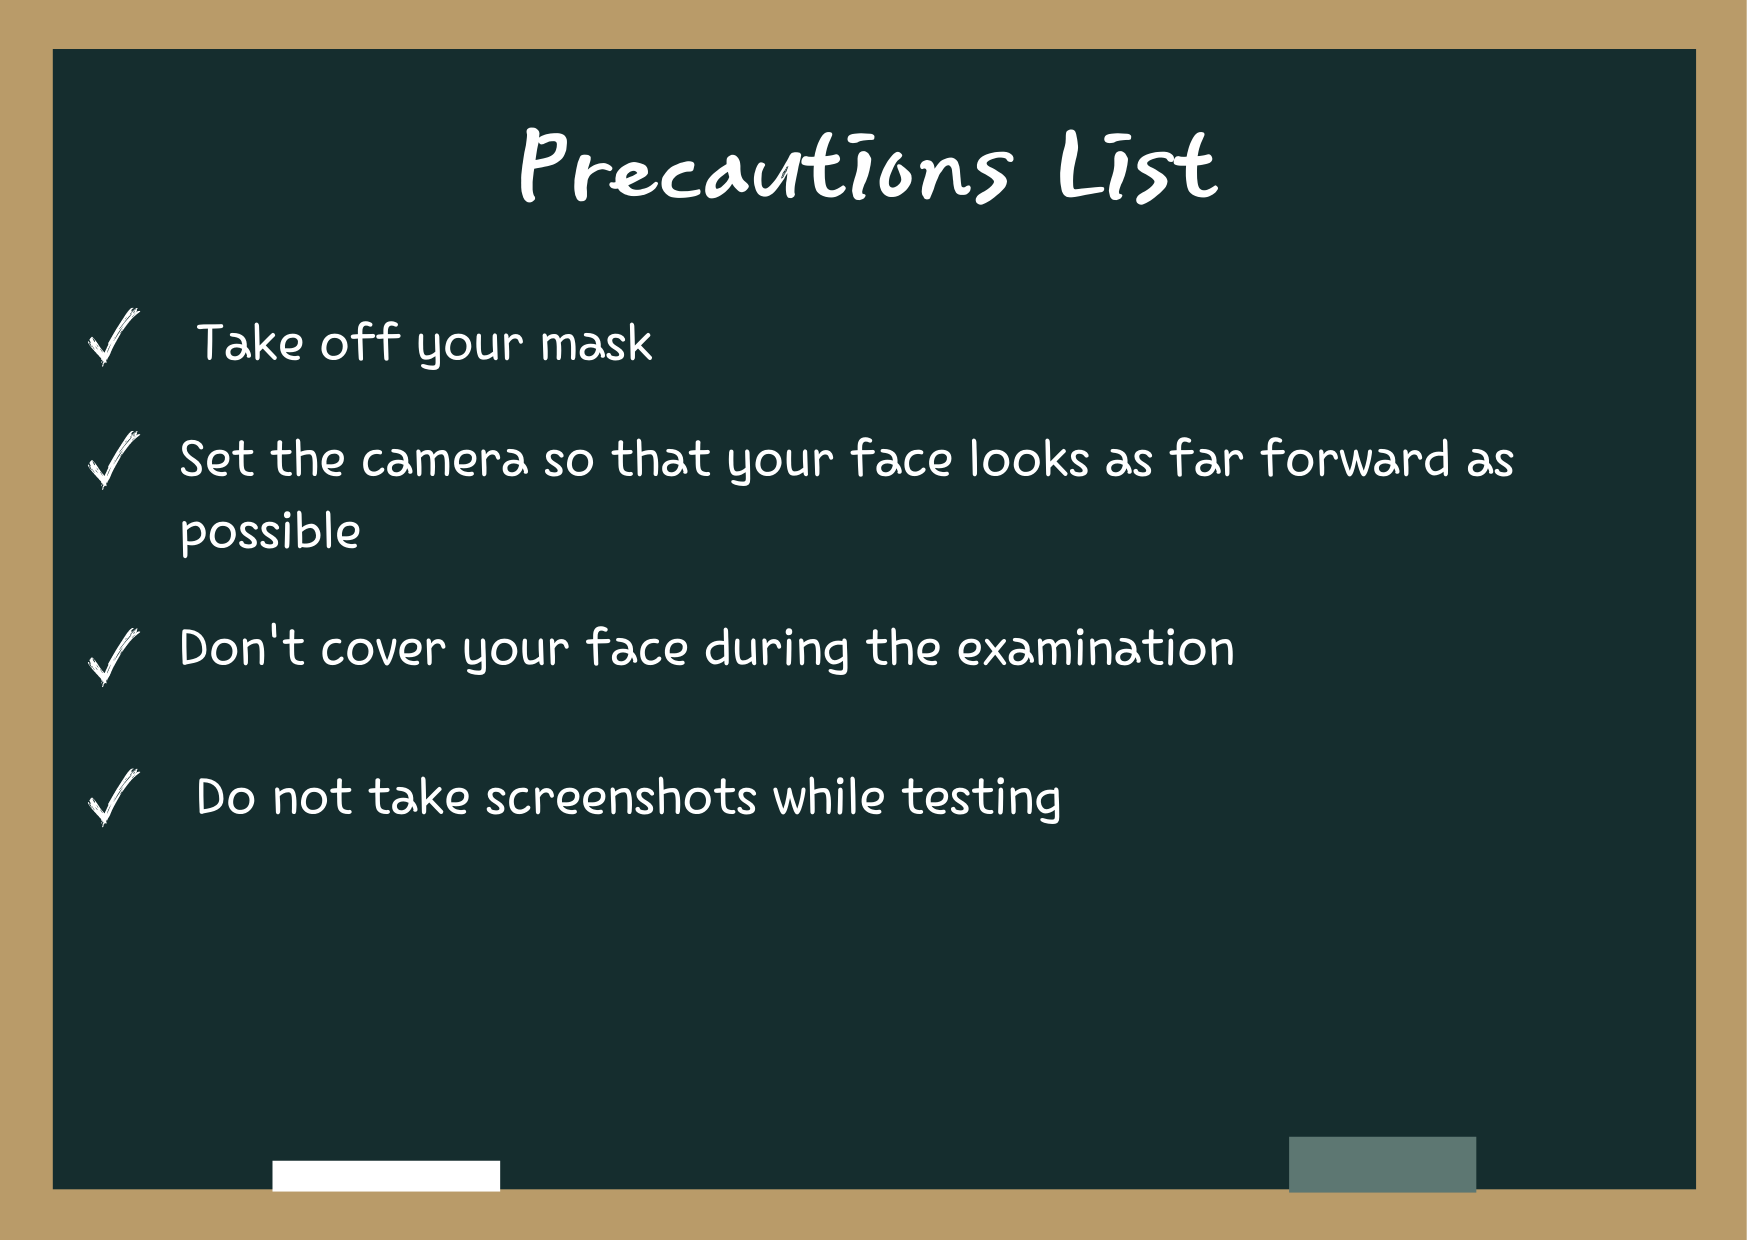 Precautions List
Take off your mask
Set the camera so that your face looks as far forward as
possible
Don't cover your face during the examination
Do not take screenshots while testing